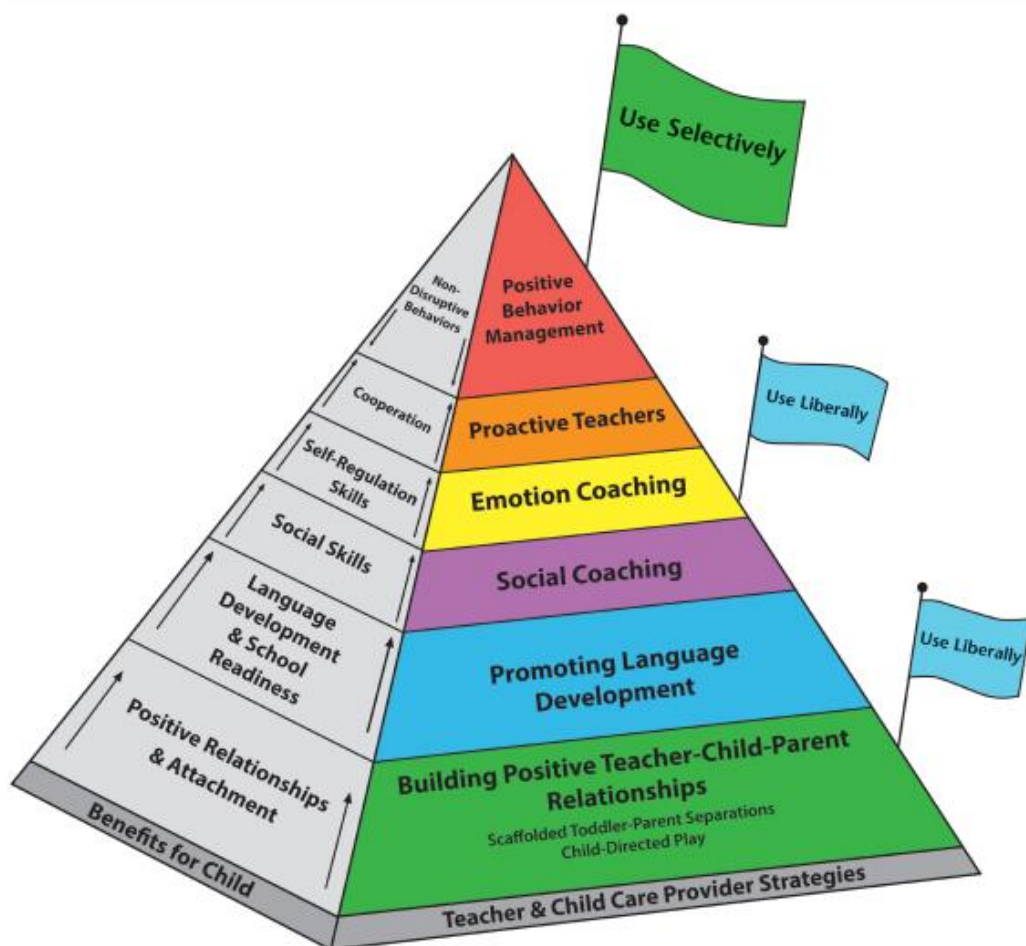 Use Selectively
Non-
Disruptive
Behaviors
Positive
Behavior
Management
Use Liberally
Cooperation
Proactive Teachers
Self-Regulation
Skills
Emotion Coaching
Social Skills
Social Coaching
Use Liberally
Language
Development
& School
Readiness
Promoting Language
Development
Positive Relationships
& Attachment
Building Positive Teacher-Child-Parent
Relationships
Scaffolded Toddler-Parent Separations
Child-Directed Play
Benefits for Child
Teacher & Child Care Provider Strategies